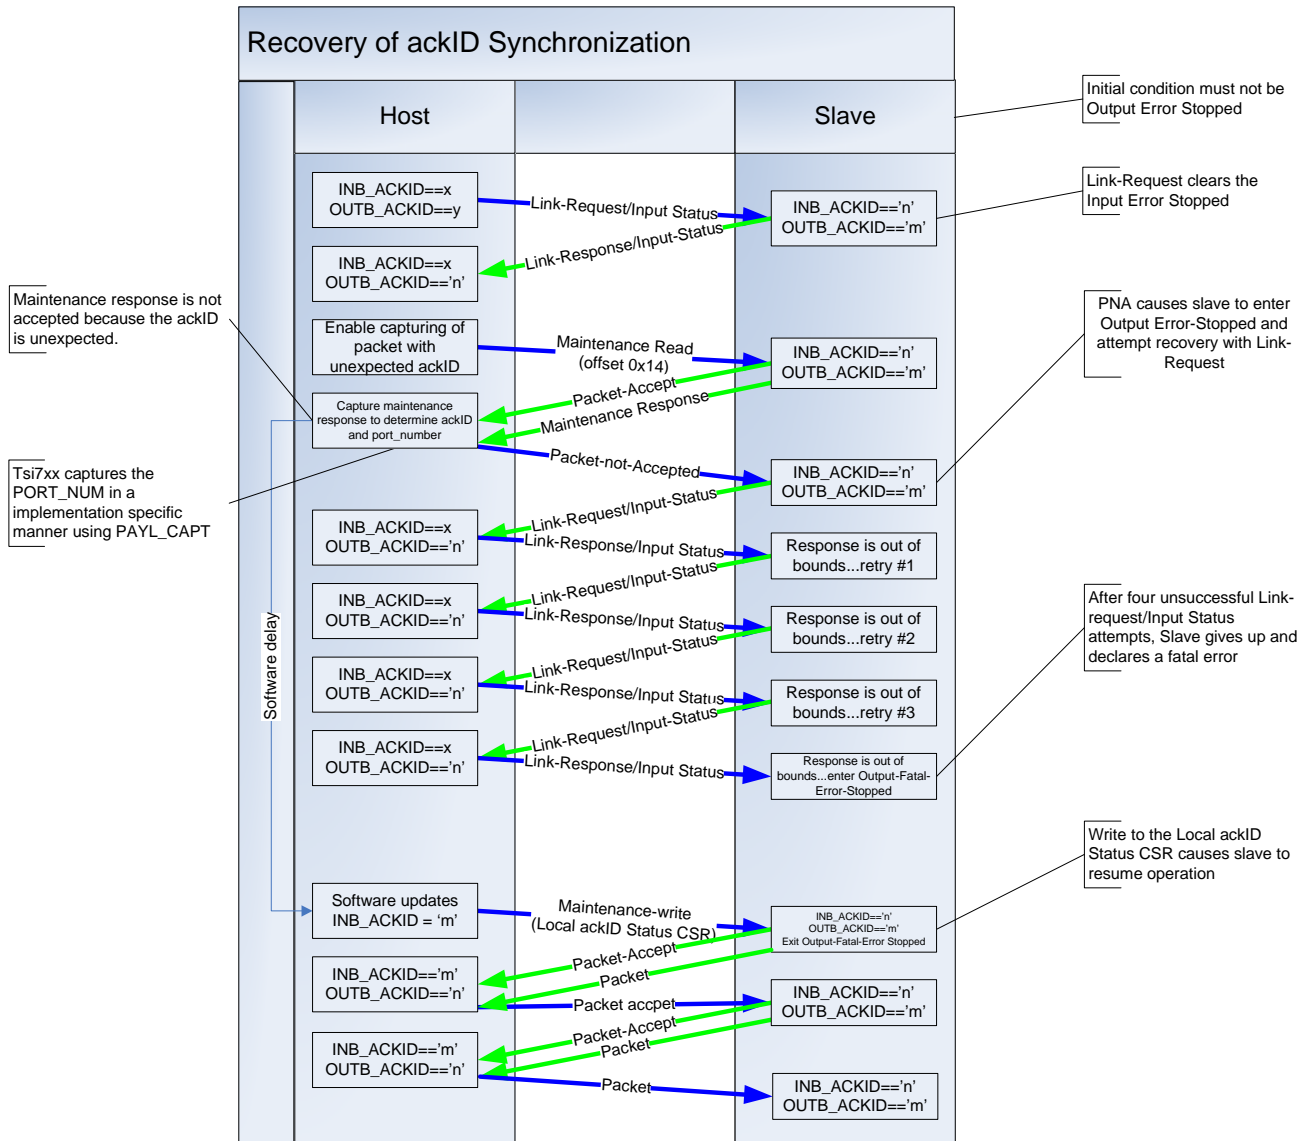 Recovery of ackID Synchronization
Host
Slave
Initial condition must not be
Output Error Stopped
INB_ACKID==x
OUTB_ACKID==y
Link-Request/Input Status
INB_ACKID=='n'
OUTB_ACKID=='m'
Link-Request clears the
Input Error Stopped
Link-Response/Input-Status
INB_ACKID==x
OUTB_ACKID=='n'
Maintenance response is not
accepted because the ackID
is unexpected.
Enable capturing of
packet with
unexpected ackID
Maintenance Read
(offset 0x14)
INB_ACKID=='n'
OUTB_ACKID=='m'
PNA causes slave to enter
Output Error-Stopped and
attempt recovery with Link-
Request
Packet-Accept
Maintenance Response
Capture maintenance
response to determine ackID
and port_number
Packet-not-Accepted
INB_ACKID=='n'
OUTB_ACKID=='m'
Tsi7xx captures the
PORT_NUM in a
implementation specific
manner using PAYL_CAPT
Link-Request/Input-Status
INB_ACKID==x
OUTB_ACKID=='n'
Link-Response/Input Status
Response is out of
bounds...retry #1
Link-Request/Input-Status
INB_ACKID==x
OUTB_ACKID=='n'
Link-Response/Input Status
Response is out of
bounds...retry #2
After four unsuccessful Link-
request/Input Status
attempts, Slave gives up and
declares a fatal error
Software delay
Link-Request/Input-Status
INB_ACKID==x
OUTB_ACKID=='n'
Link-Response/Input Status
Response is out of
bounds...retry #3
Link-Request/Input-Status
INB_ACKID==x
OUTB_ACKID=='n'
Link-Response/Input Status
Response is out of
bounds...enter Output-Fatal-
Error-Stopped
Write to the Local ackID
Status CSR causes slave to
resume operation
Software updates
INB_ACKID = 'm'
Maintenance-write
(Local ackID Status CSR)
INB_ACKID=='n'
OUTB_ACKID=='m'
Exit Output-Fatal-Error Stopped
Packet-Accept
Packet
INB_ACKID=='m'
OUTB_ACKID=='n'
Packet accpet
INB_ACKID=='n'
OUTB_ACKID=='m'
Packet-Accept
Packet
INB_ACKID=='m'
OUTB_ACKID=='n'
Packet
INB_ACKID=='n'
OUTB_ACKID=='m'